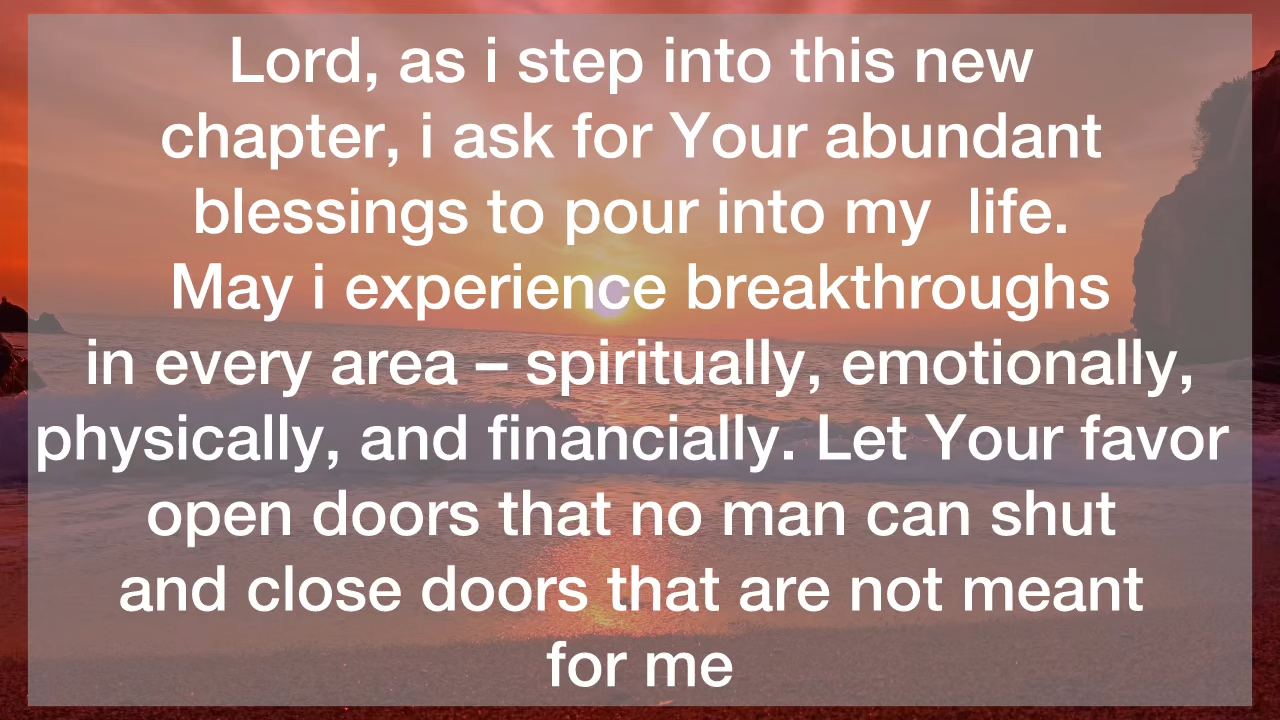 Lord, as i step into this new
chapter, i ask for Your abundant
blessings to pour into my  life.
May i experience breakthroughs
in every area – spiritually, emotionally,
physically, and financially. Let Your favor
open doors that no man can shut
and close doors that are not meant
for me